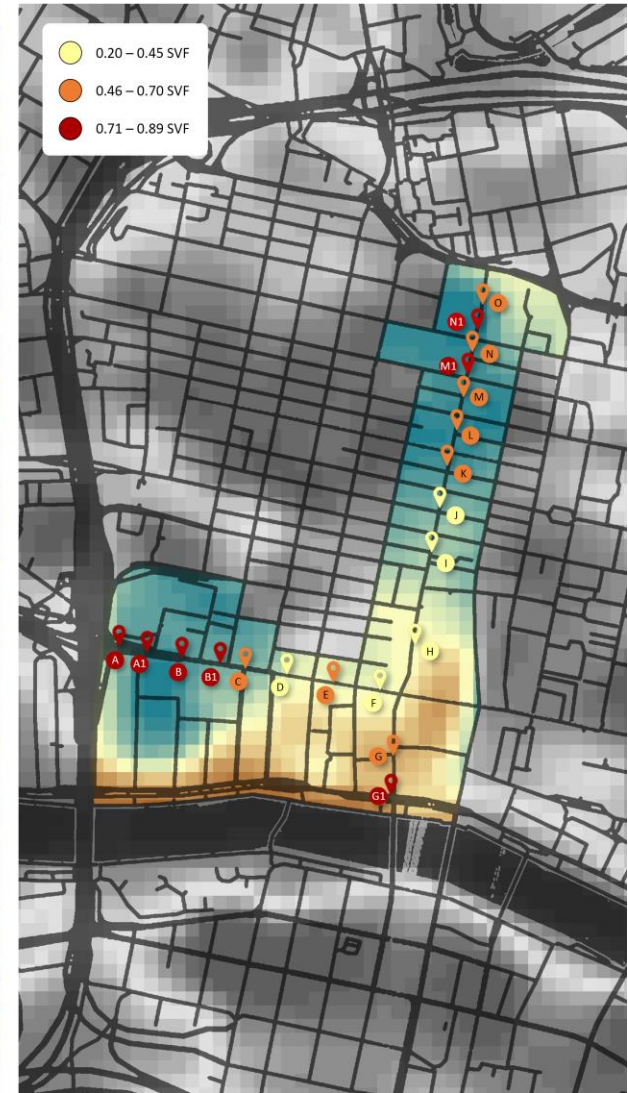 0.20 – 0.45 SVF
0.46 – 0.70 SVF
0.71 – 0.89 SVF
O
N1
N
M1
M
L
K
J
I
H
A
A1
B
B1
C
D
E
F
G
G1